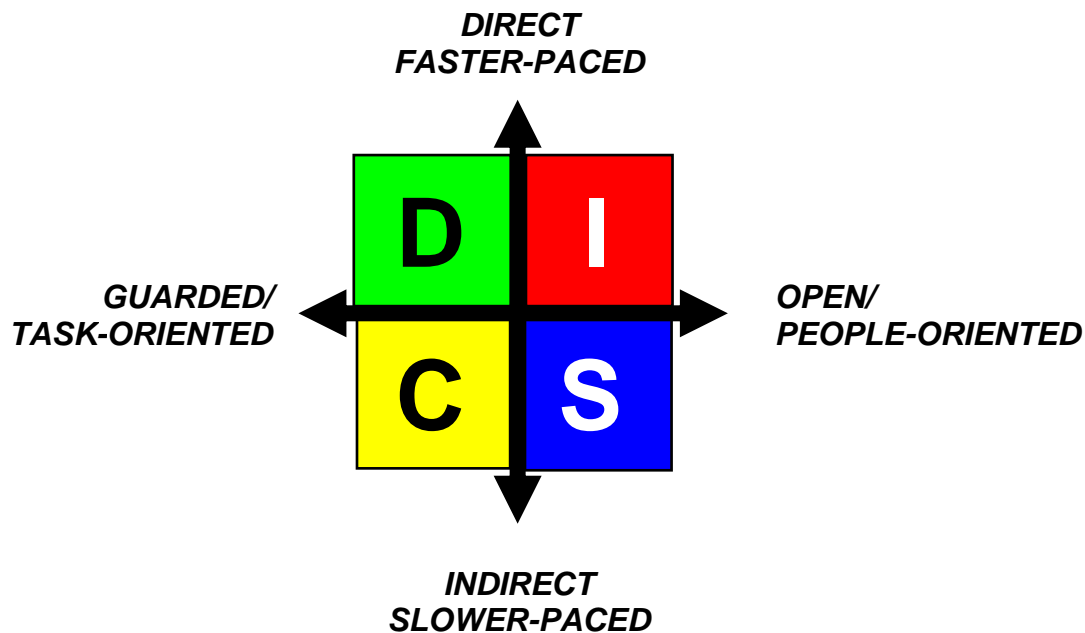 DIRECT
FASTER-PACED
D I
GUARDED/
TASK-ORIENTED
OPEN/
PEOPLE-ORIENTED
C S
INDIRECT
SLOWER-PACED